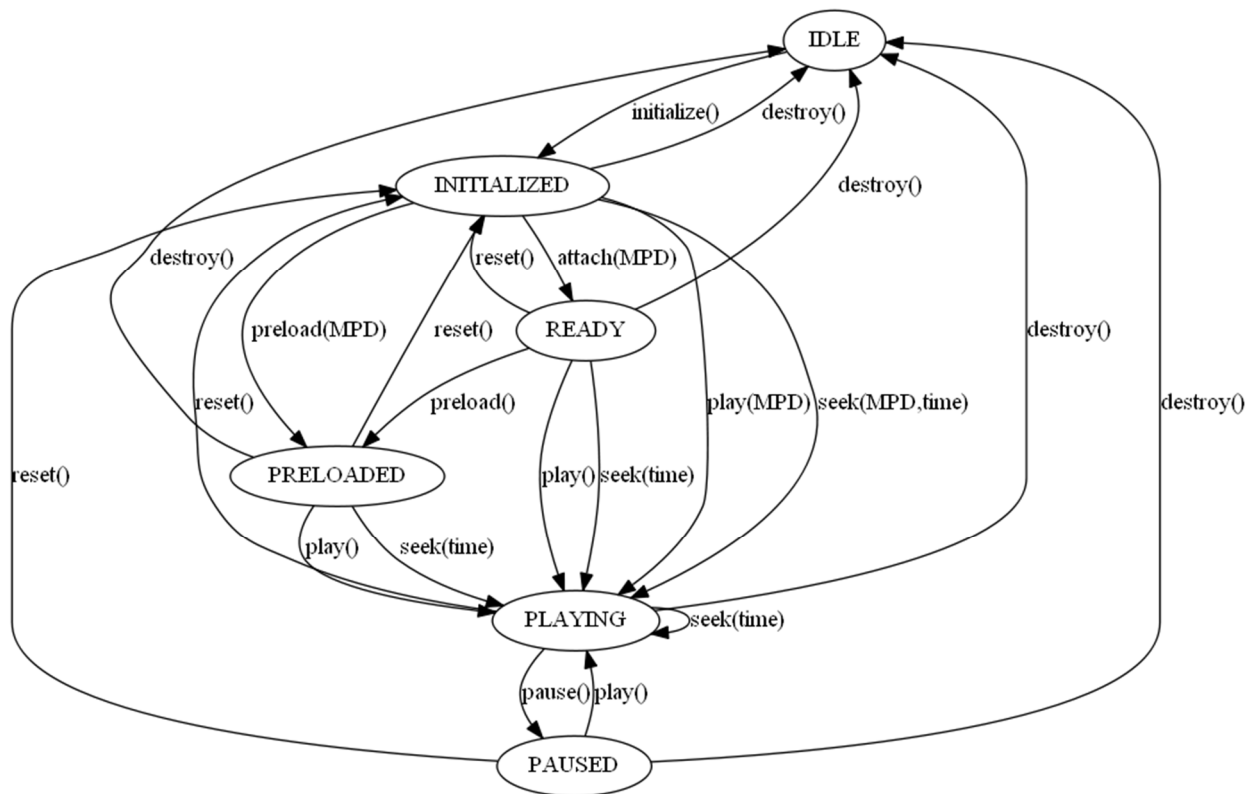 IDLE
initialize()
destroy()
INITIALIZED
destroy()
destroy()
reset()
attach(MPD)
preload(MPD)
reset()
READY
destroy()
reset()
preload()
play(MPD)
seek(MPD,time)
destroy()
reset()
PRELOADED
play()
seek(time)
play()
seek(time)
PLAYING
seek(time)
pause()
play()
PAUSED